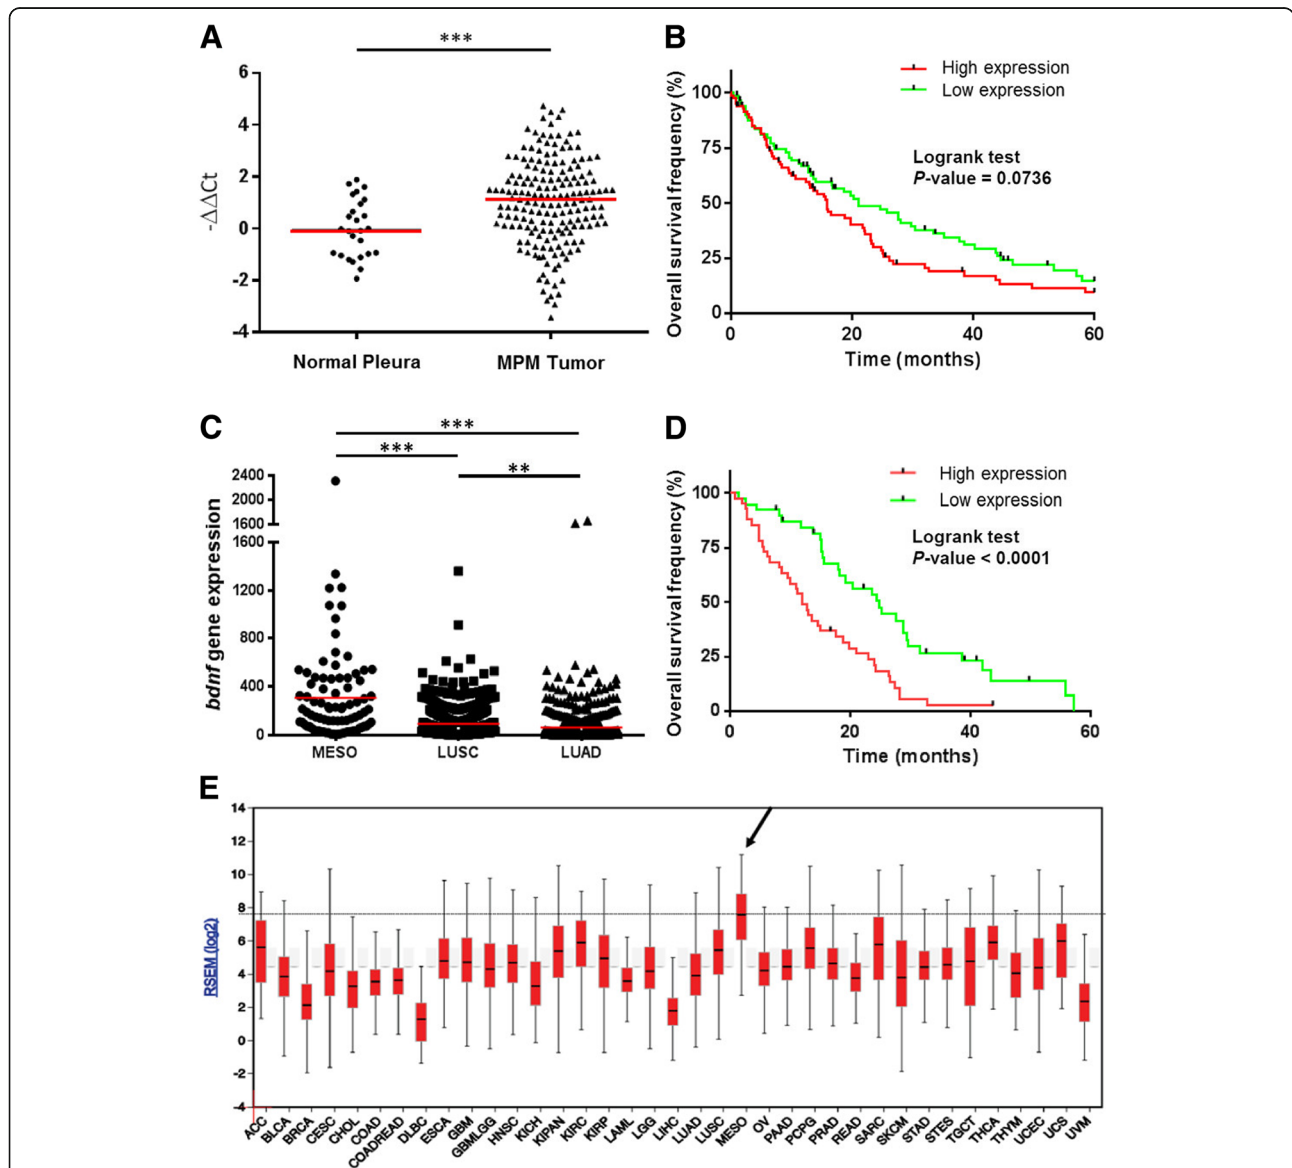 A
***
6
4
2
0
-2
-4
-ΔΔCt
Normal Pleura
MPM Tumor
B
High expression
Low expression
Logrank test
P-value = 0.0736
100
75
50
25
0
Overall survival frequency (%)
0
20
40
60
Time (months)
C
***
***
**
2400
2000
1600
1600
1200
800
400
0
bdnf gene expression
MESO
LUSC
LUAD
D
High expression
Low expression
Logrank test
P-value < 0.0001
100
75
50
25
0
Overall survival frequency (%)
0
20
40
60
Time (months)
E
14
12
10
8
6
4
2
0
-2
-4
RSEM (log2)
ACC
BLCA
BRCA
CESC
CHOL
COAD
COADREAD
DLBC
ESCA
GBM
GBMLGG
HNSC
KICH
KIPAN
KIRC
KIRP
LAML
LGG
LIHC
LUAD
LUSC
MESO
OV
PAAD
PCPG
PRAD
READ
SARC
SKCM
STAD
STES
TGCT
THCA
THYM
UCEC
UCS
UVM